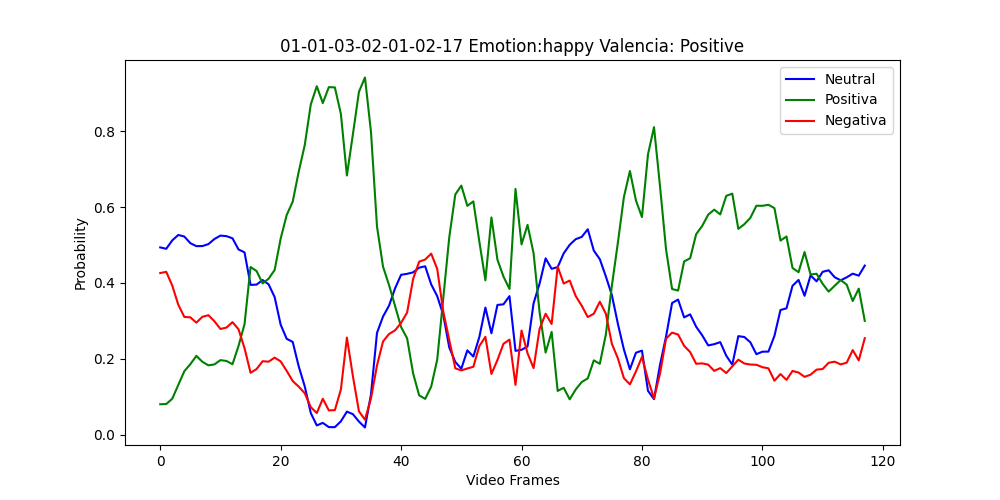 01-01-03-02-01-02-17 Emotion:happy Valencia: Positive
Neutral
Positiva
Negativa
Probability
0.8
0.6
0.4
0.2
0.0
0 20 40 60 80 100 120
Video Frames